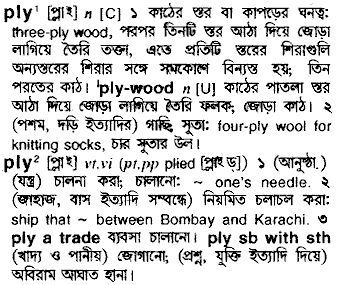 ply¹ [প্লাই] n [C] ১ কাঠের স্তর বা কাপড়ের ঘনত্ব:
three-ply wood, পরপর তিনটি স্তর আঠা দিয়ে জোড়া
লাগিয়ে তৈরি তক্তা, এতে প্রতিটি স্তরের শিরাগুলি
অন্যস্তরের শিরার সঙ্গে সমকোণে বিন্যস্ত হয়; তিন
পরতের কাঠ। ˈply-wood n [U] কাঠের পাতলা স্তর
আঠা দিয়ে জোড়া লাগিয়ে তৈরি ফলক; জোড়া কাঠ। ২
(পশম, দড়ি ইত্যাদির) গাছি, সুতা: four-ply wool for
knitting socks, চার সুতার উল।
ply² [প্লাই] vt,vi (pt,pp plied [প্লাইড্]) ১ (আনুষ্ঠা.)
(যন্ত্র) চালনা করা; চালানো: ~ one's needle. ২
(জাহাজ, বাস ইত্যাদি সম্বন্ধে) নিয়মিত চলাচল করা:
ship that ~ between Bombay and Karachi. ৩
ply a trade ব্যবসা চালানো। ply sb with sth
(খাদ্য ও পানীয়) জোগানো; (প্রশ্ন, যুক্তি ইত্যাদি দিয়ে)
অবিরাম আঘাত হানা।